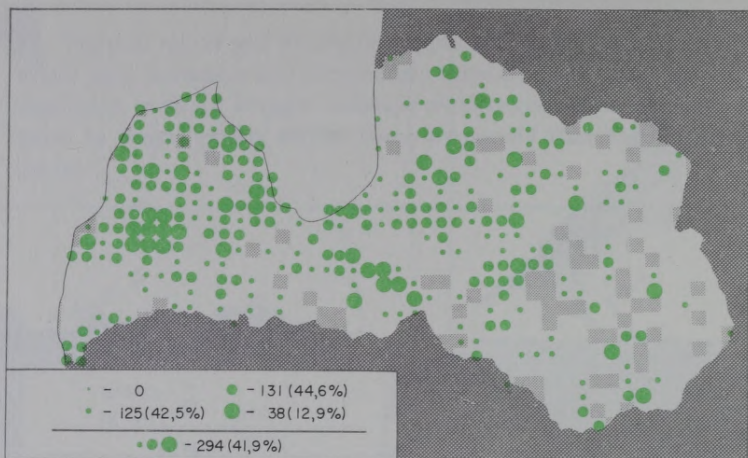 - 0 - 131 (44,6%)
- 125 (42,5%) - 38 (12,9%)
- 294 (41,9%)